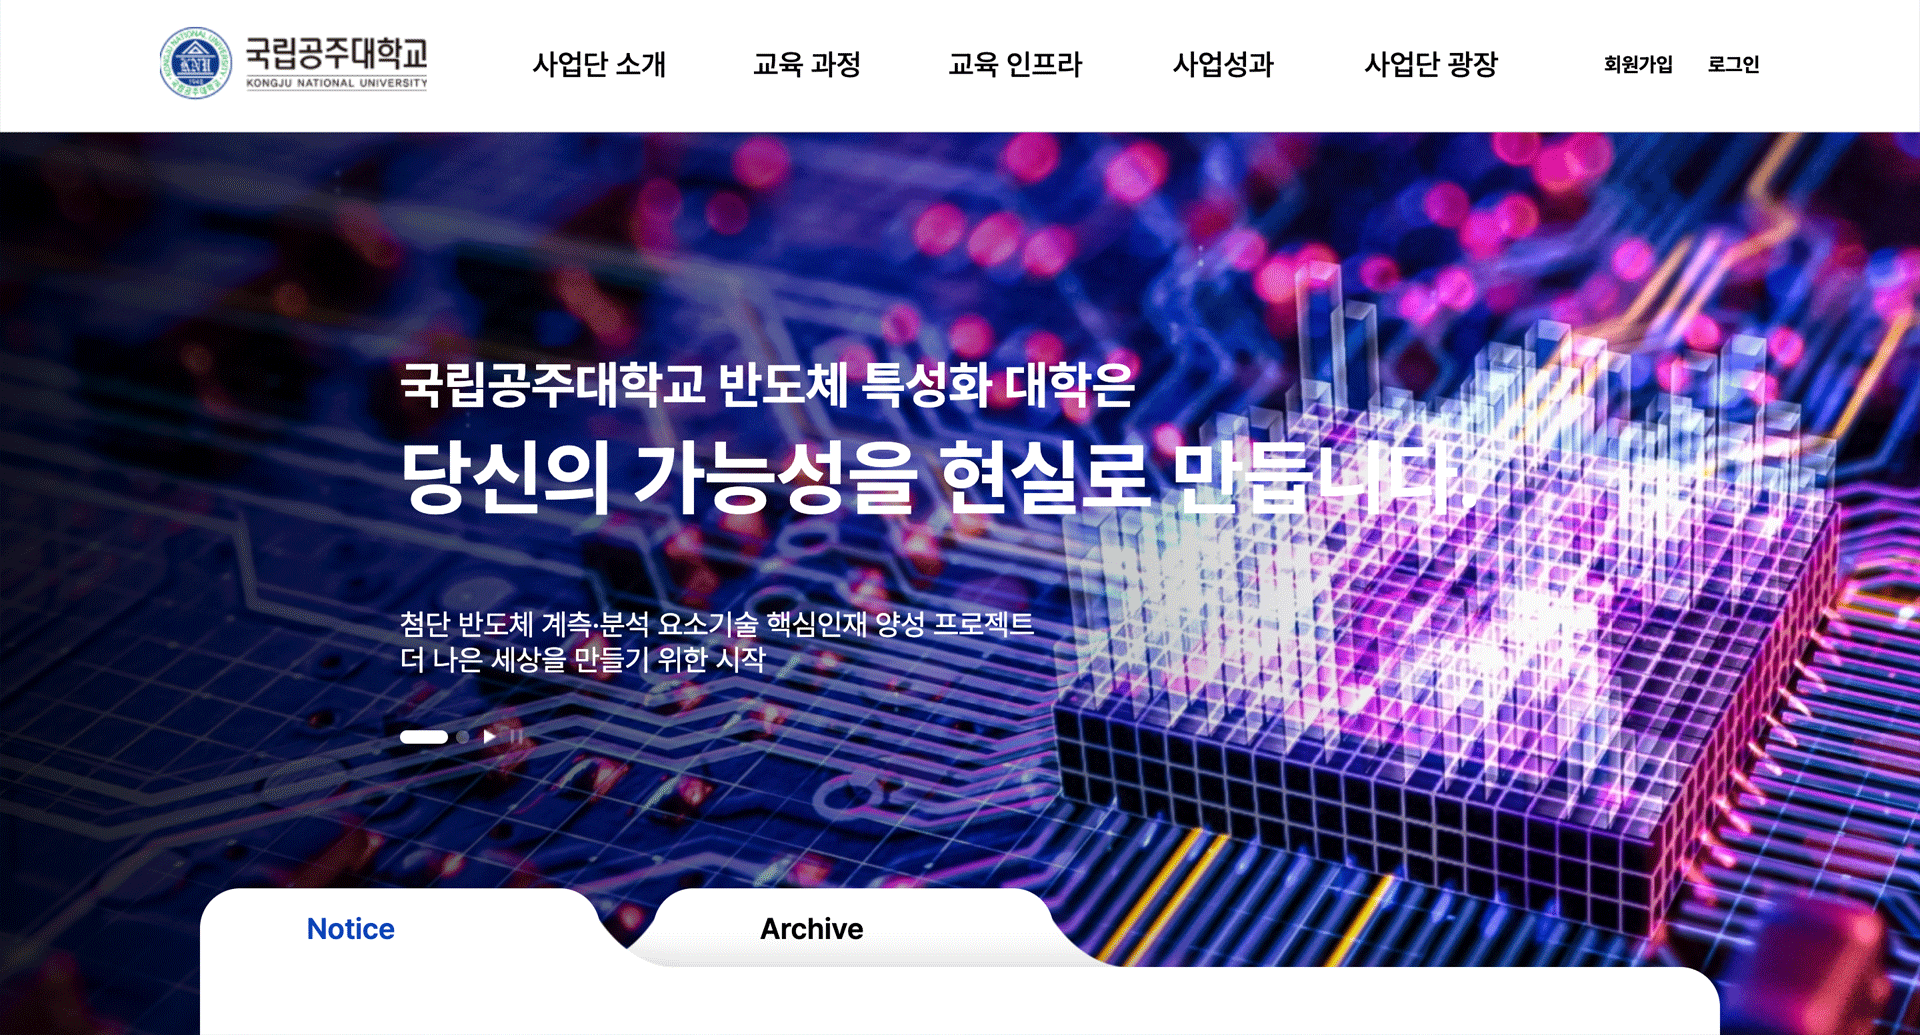 국립공주대학교
KONGJU NATIONAL UNIVERSITY
사업단 소개
교육 과정
교육 인프라
사업성과
사업단 광장
회원가입
로그인
국립공주대학교 반도체 특성화 대학은
당신의 가능성을 현실로 만듭니다.
첨단 반도체 계측·분석 요소기술 핵심인재 양성 프로젝트
더 나은 세상을 만들기 위한 시작
Notice
Archive